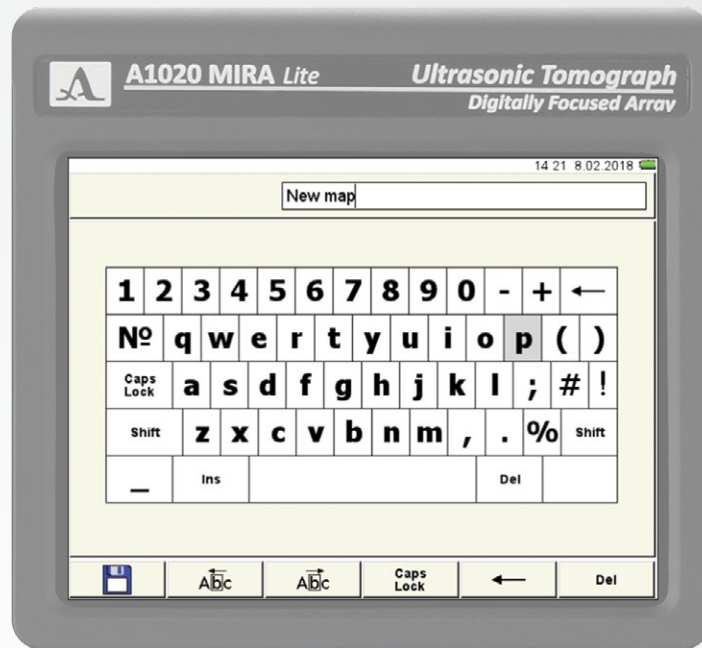 A1020 MIRA Lite
Ultrasonic Tomograph
Digitally Focused Array
14 21 8.02.2018
New map
1 2 3 4 5 6 7 8 9 0 - + ←
№ q w e r t y u i o p ( )
Caps Lock a s d f g h j k l ; # !
Shift z x c v b n m , . % Shift
_ Ins Del
Abc Abc Caps Lock ← Del